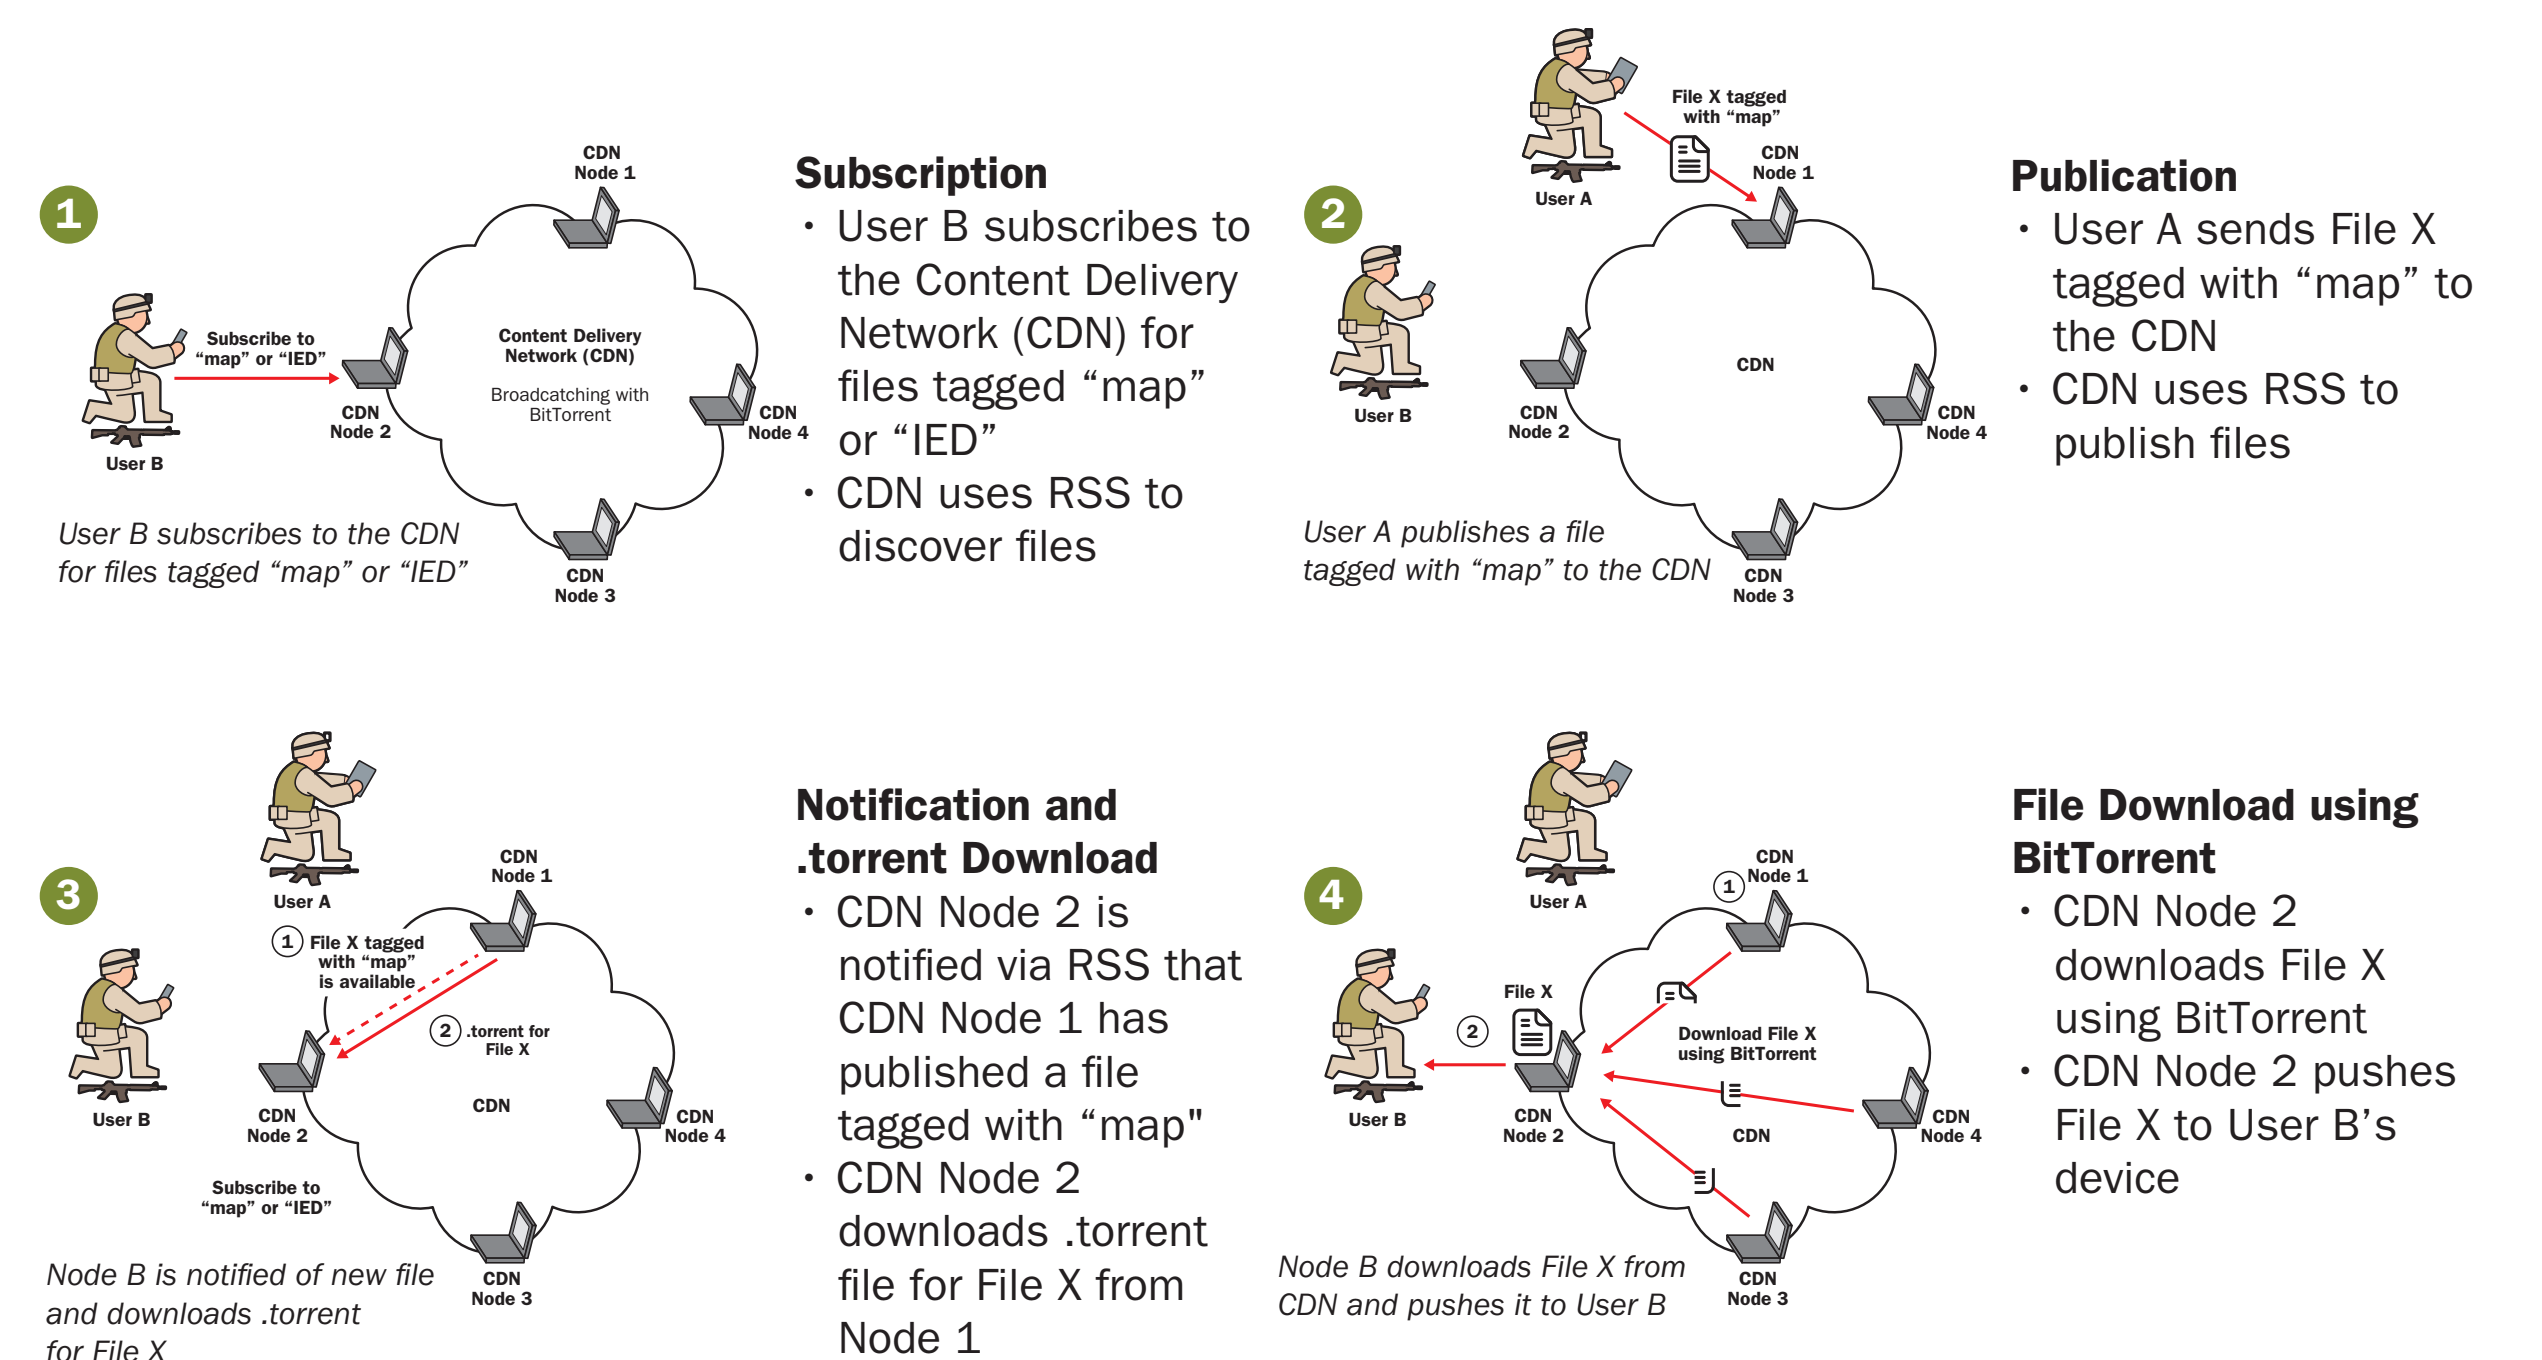 1
CDN
Node 1
Subscribe to
“map” or “IED”
Content Delivery
Network (CDN)
Broadcatching with
BitTorrent
CDN
Node 2
CDN
Node 4
User B
CDN
Node 3
User B subscribes to the CDN
for files tagged “map” or “IED”
Subscription
· User B subscribes to
the Content Delivery
Network (CDN) for
files tagged “map”
or “IED”
· CDN uses RSS to
discover files
2
File X tagged
with “map”
CDN
Node 1
User A
CDN
User B
CDN
Node 2
CDN
Node 4
CDN
Node 3
User A publishes a file
tagged with “map” to the CDN
Publication
· User A sends File X
tagged with “map” to
the CDN
· CDN uses RSS to
publish files
3
User A
CDN
Node 1
1 File X tagged
with “map”
is available
2 .torrent for
File X
CDN
User B
CDN
Node 2
CDN
Node 4
Subscribe to
“map” or “IED”
CDN
Node 3
Node B is notified of new file
and downloads .torrent
for File X
Notification and
.torrent Download
· CDN Node 2 is
notified via RSS that
CDN Node 1 has
published a file
tagged with “map"
· CDN Node 2
downloads .torrent
file for File X from
Node 1
4
User A
CDN
Node 1
1
File X
2
Download File X
using BitTorrent
User B
CDN
Node 2
CDN
CDN
Node 4
CDN
Node 3
Node B downloads File X from
CDN and pushes it to User B
File Download using
BitTorrent
· CDN Node 2
downloads File X
using BitTorrent
· CDN Node 2 pushes
File X to User B’s
device